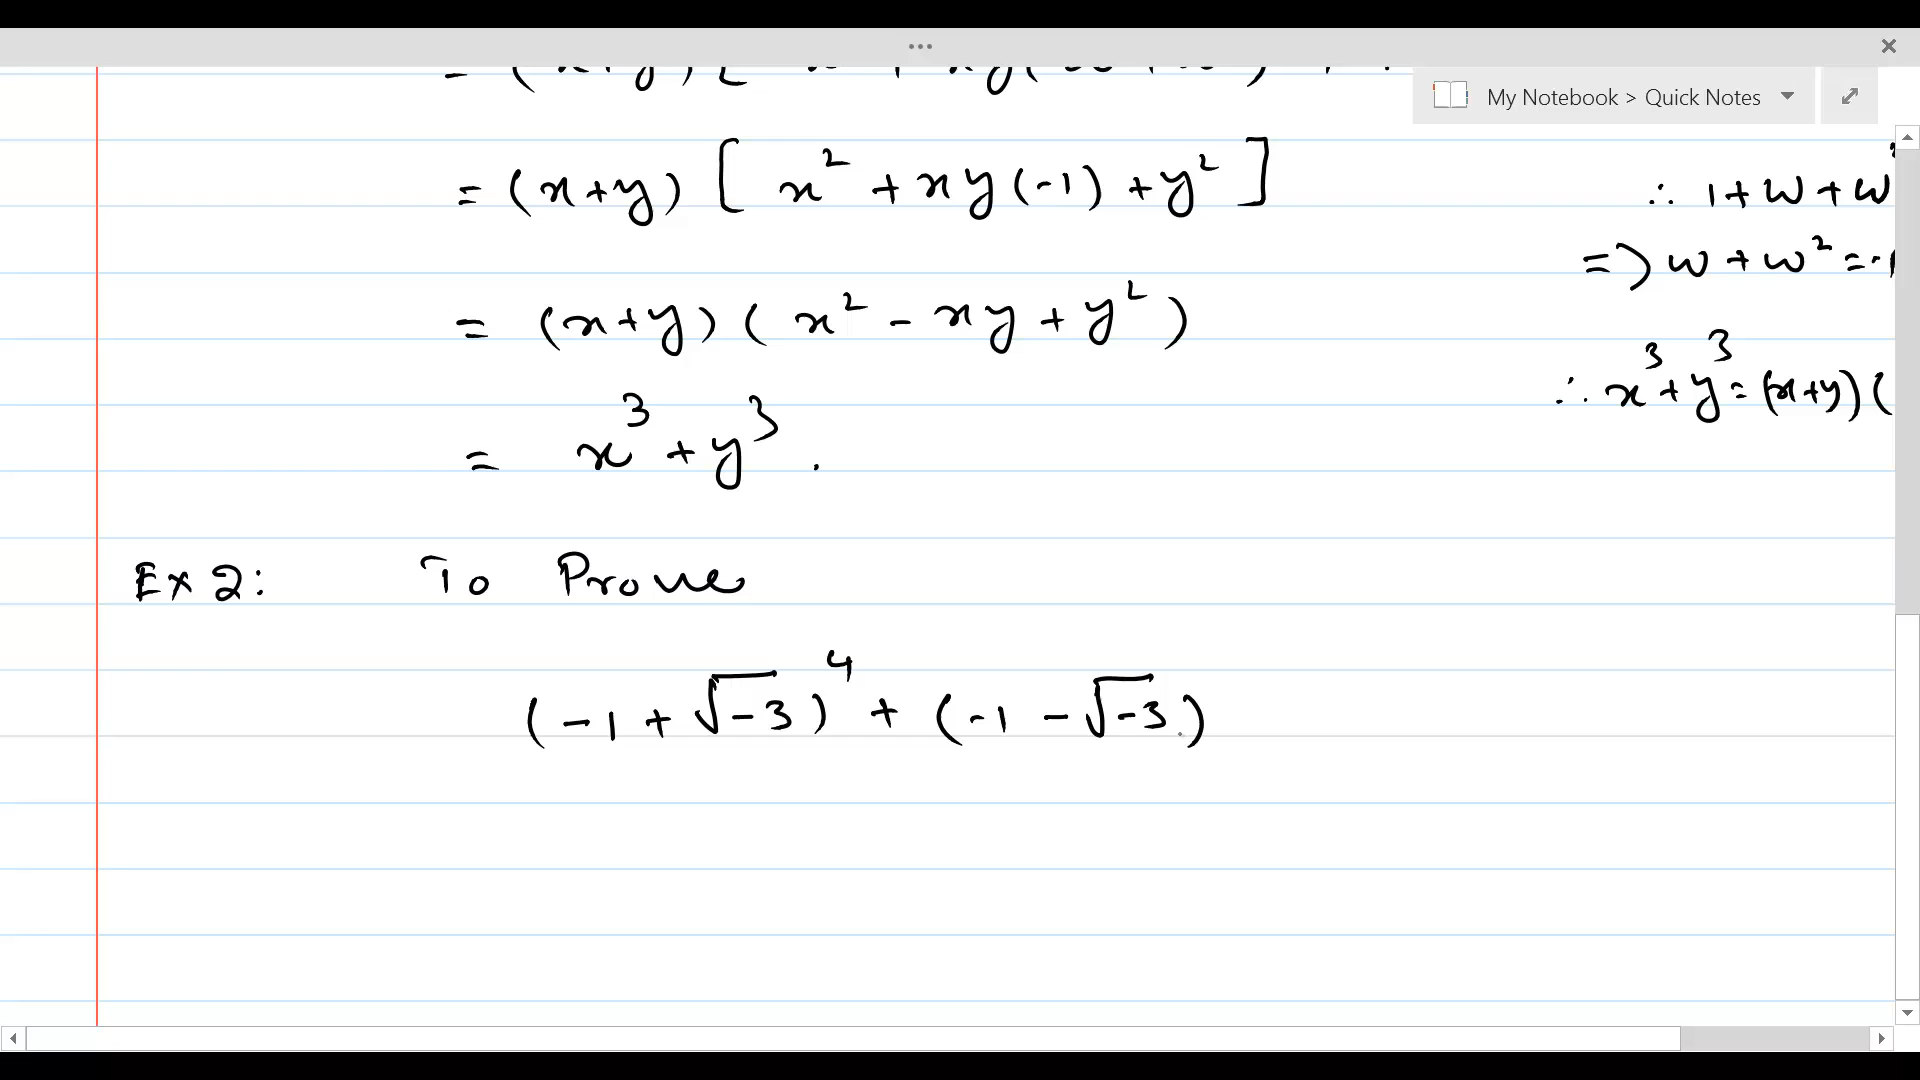 My Notebook > Quick Notes
= (x+y) [ x² + xy(-1) + y² ]
∴ 1 + w + w
=> w + w² = -1
= (x+y) ( x² - xy + y² )
∴ x³ + y³ = (x+y) (
= x³ + y³ .
Ex 2: To Prove
( -1 + √-3 )⁴ + ( -1 - √-3 )